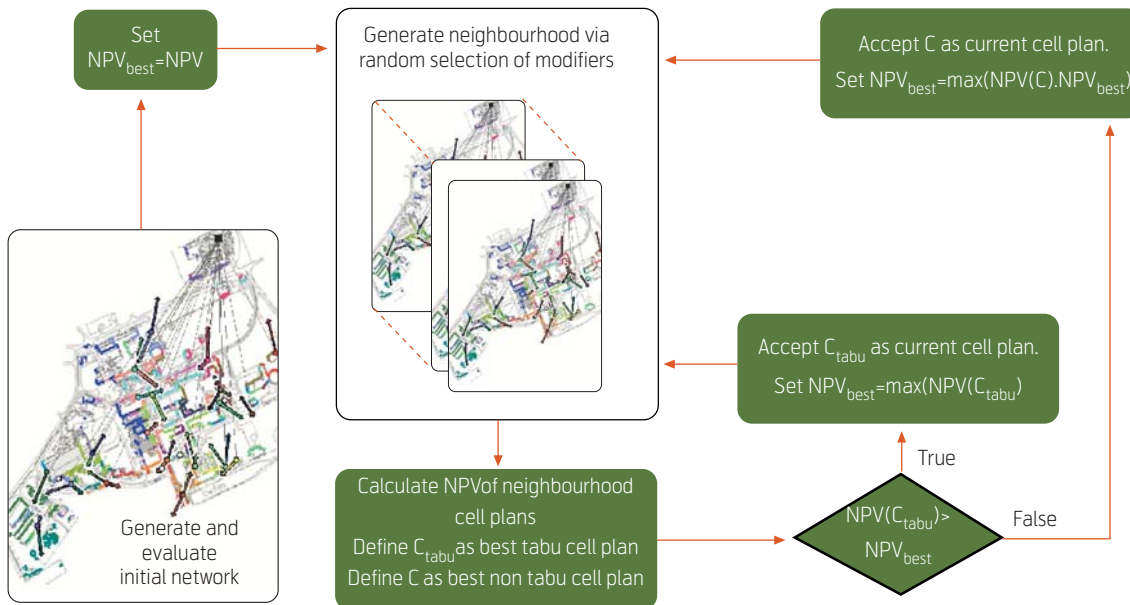 Set
NPVbest=NPV
Generate neighbourhood via
random selection of modifiers
Accept C as current cell plan.
Set NPVbest=max(NPV(C).NPVbest)
Generate and
evaluate
initial network
Accept Ctabu as current cell plan.
Set NPVbest=max(NPV(Ctabu)
Calculate NPVof neighbourhood
cell plans
Define Ctabu as best tabu cell plan
Define C as best non tabu cell plan
NPV(Ctabu)>
NPVbest
True
False